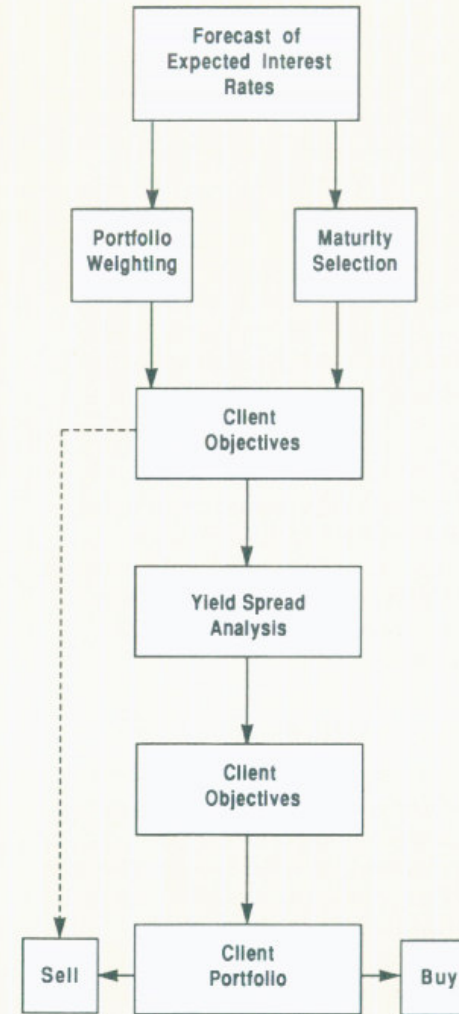 Forecast of
Expected Interest
Rates
Portfolio
Weighting
Maturity
Selection
Client
Objectives
Yield Spread
Analysis
Client
Objectives
Sell
Client
Portfolio
Buy